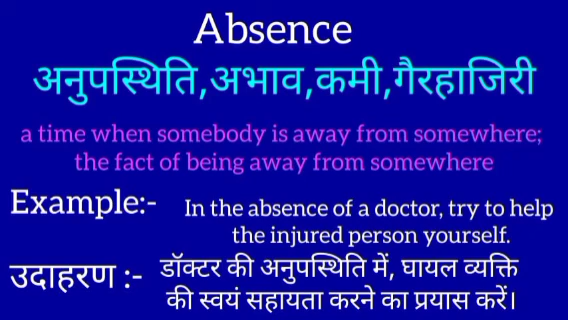 Absence
अनुपस्थिति,अभाव,कमी,गैरहाजिरी
a time when somebody is away from somewhere;
the fact of being away from somewhere
Example:- In the absence of a doctor, try to help
the injured person yourself.
उदाहरण :- डॉक्टर की अनुपस्थिति में, घायल व्यक्ति
की स्वयं सहायता करने का प्रयास करें।